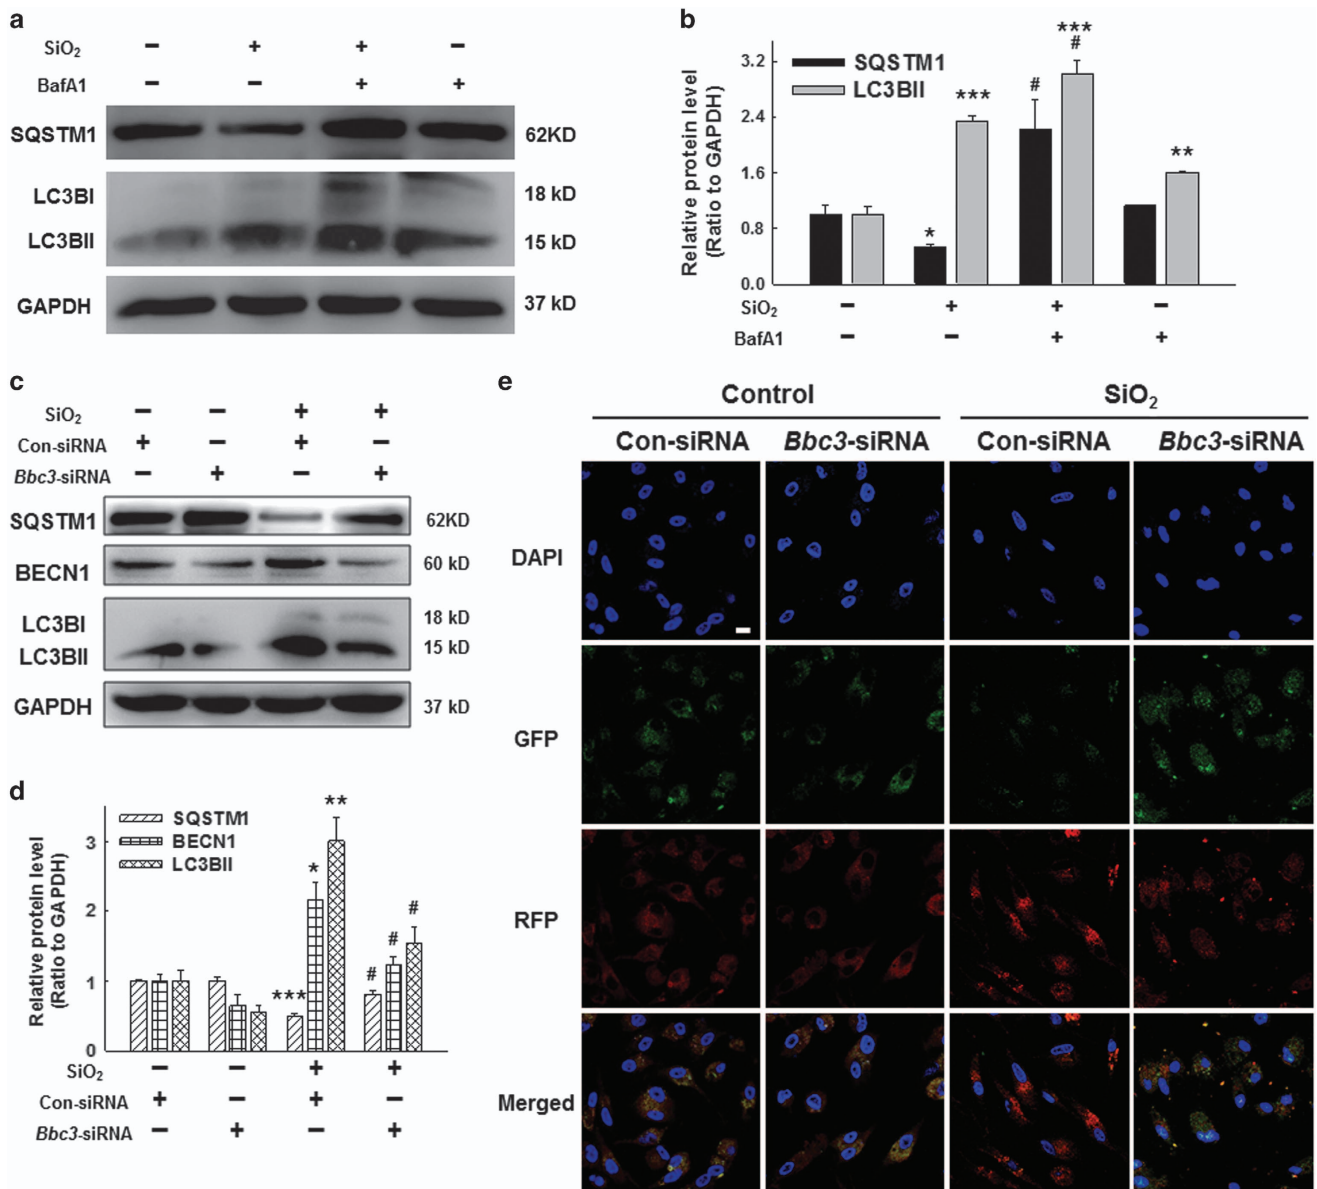 a
SiO2 − + + −
BafA1 − − + +
SQSTM1 62KD
LC3BI 18 kD
LC3BII 15 kD
GAPDH 37 kD
b
Relative protein level
(Ratio to GAPDH)
3.2
2.4
1.6
0.8
0.0
SQSTM1
LC3BII
* *** # *** # **
SiO2 − + + −
BafA1 − − + +
c
SiO2 − − + +
Con-siRNA + − + −
Bbc3-siRNA − + − +
SQSTM1 62KD
BECN1 60 kD
LC3BI 18 kD
LC3BII 15 kD
GAPDH 37 kD
d
Relative protein level
(Ratio to GAPDH)
3
2
1
0
SQSTM1
BECN1
LC3BII
*** * ** # # #
SiO2 − − + +
Con-siRNA + − + −
Bbc3-siRNA − + − +
e
Control SiO2
Con-siRNA Bbc3-siRNA Con-siRNA Bbc3-siRNA
DAPI
GFP
RFP
Merged